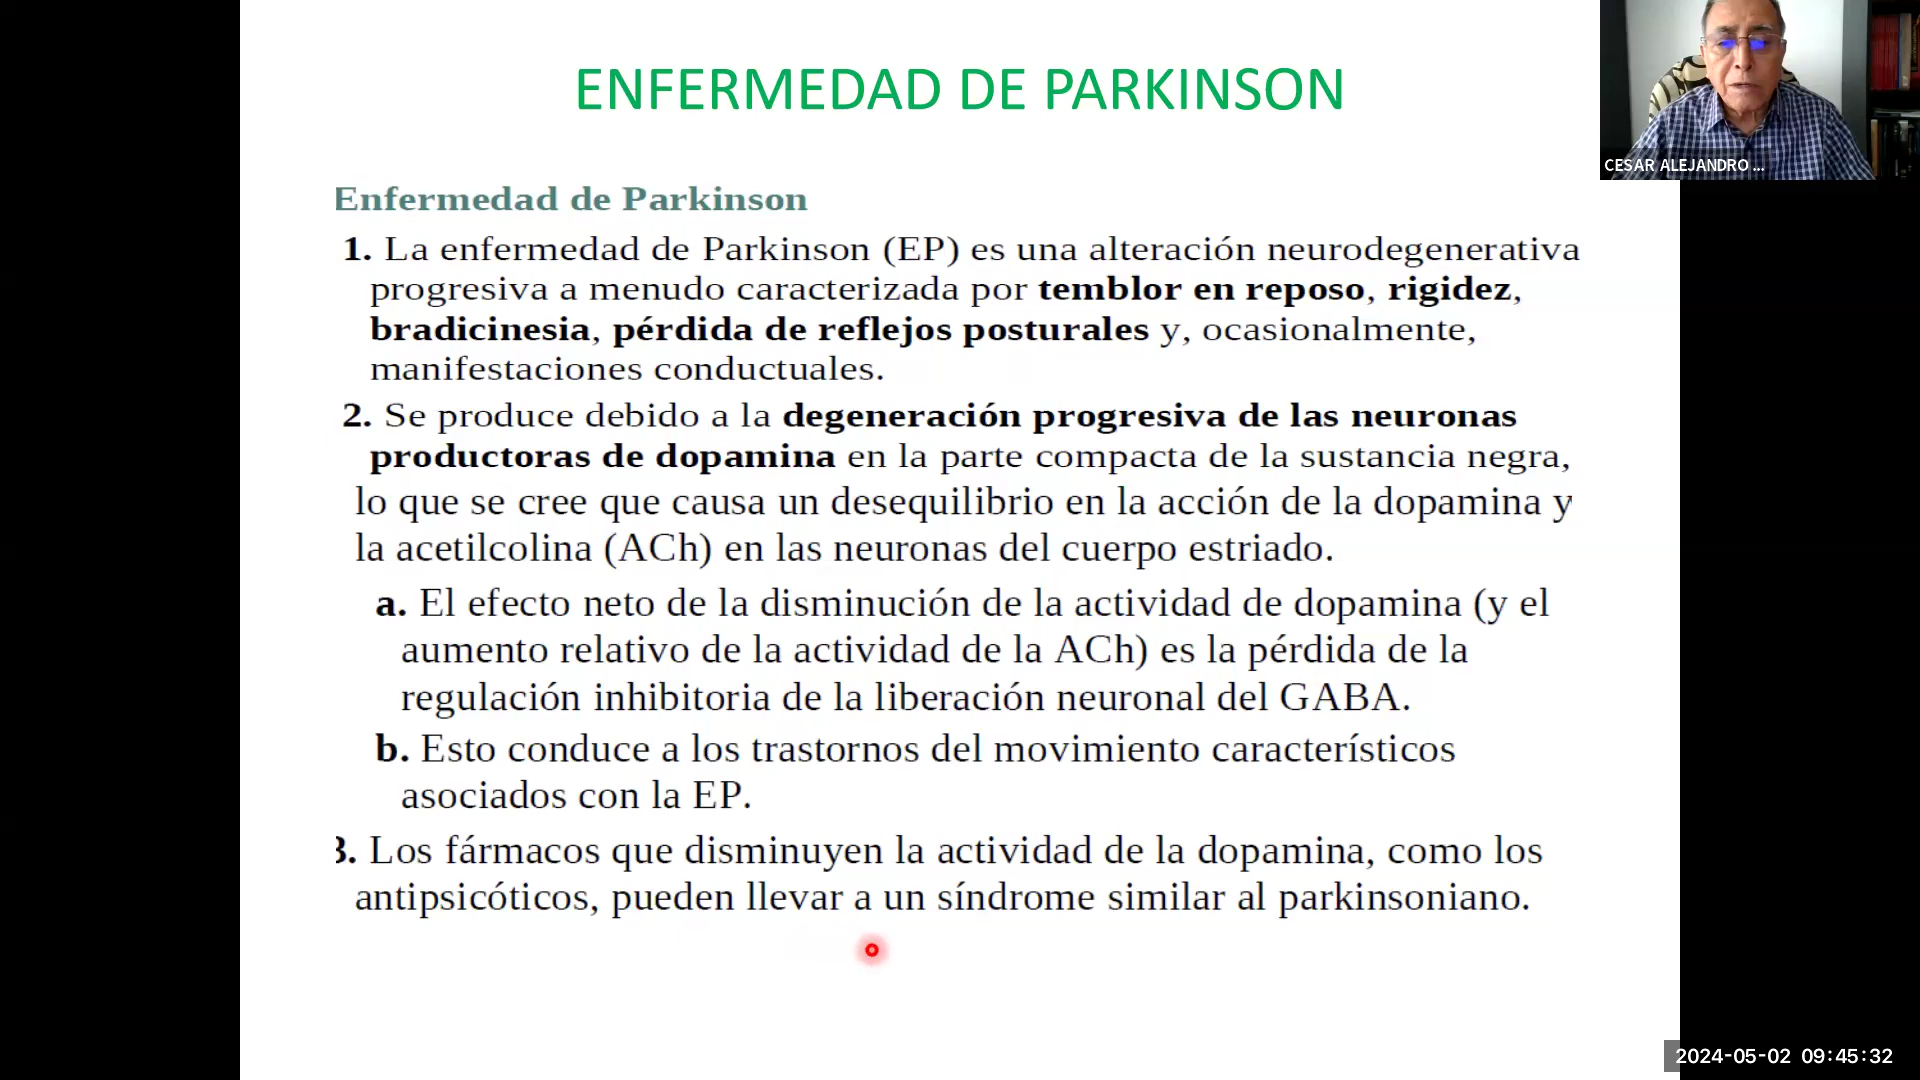 ENFERMEDAD DE PARKINSON
CESAR ALEJANDRO ...
Enfermedad de Parkinson
1. La enfermedad de Parkinson (EP) es una alteración neurodegenerativa
progresiva a menudo caracterizada por temblor en reposo, rigidez,
bradicinesia, pérdida de reflejos posturales y, ocasionalmente,
manifestaciones conductuales.
2. Se produce debido a la degeneración progresiva de las neuronas
productoras de dopamina en la parte compacta de la sustancia negra,
lo que se cree que causa un desequilibrio en la acción de la dopamina y
la acetilcolina (ACh) en las neuronas del cuerpo estriado.
a. El efecto neto de la disminución de la actividad de dopamina (y el
aumento relativo de la actividad de la ACh) es la pérdida de la
regulación inhibitoria de la liberación neuronal del GABA.
b. Esto conduce a los trastornos del movimiento característicos
asociados con la EP.
3. Los fármacos que disminuyen la actividad de la dopamina, como los
antipsicóticos, pueden llevar a un síndrome similar al parkinsoniano.
2024-05-02 09:45:32